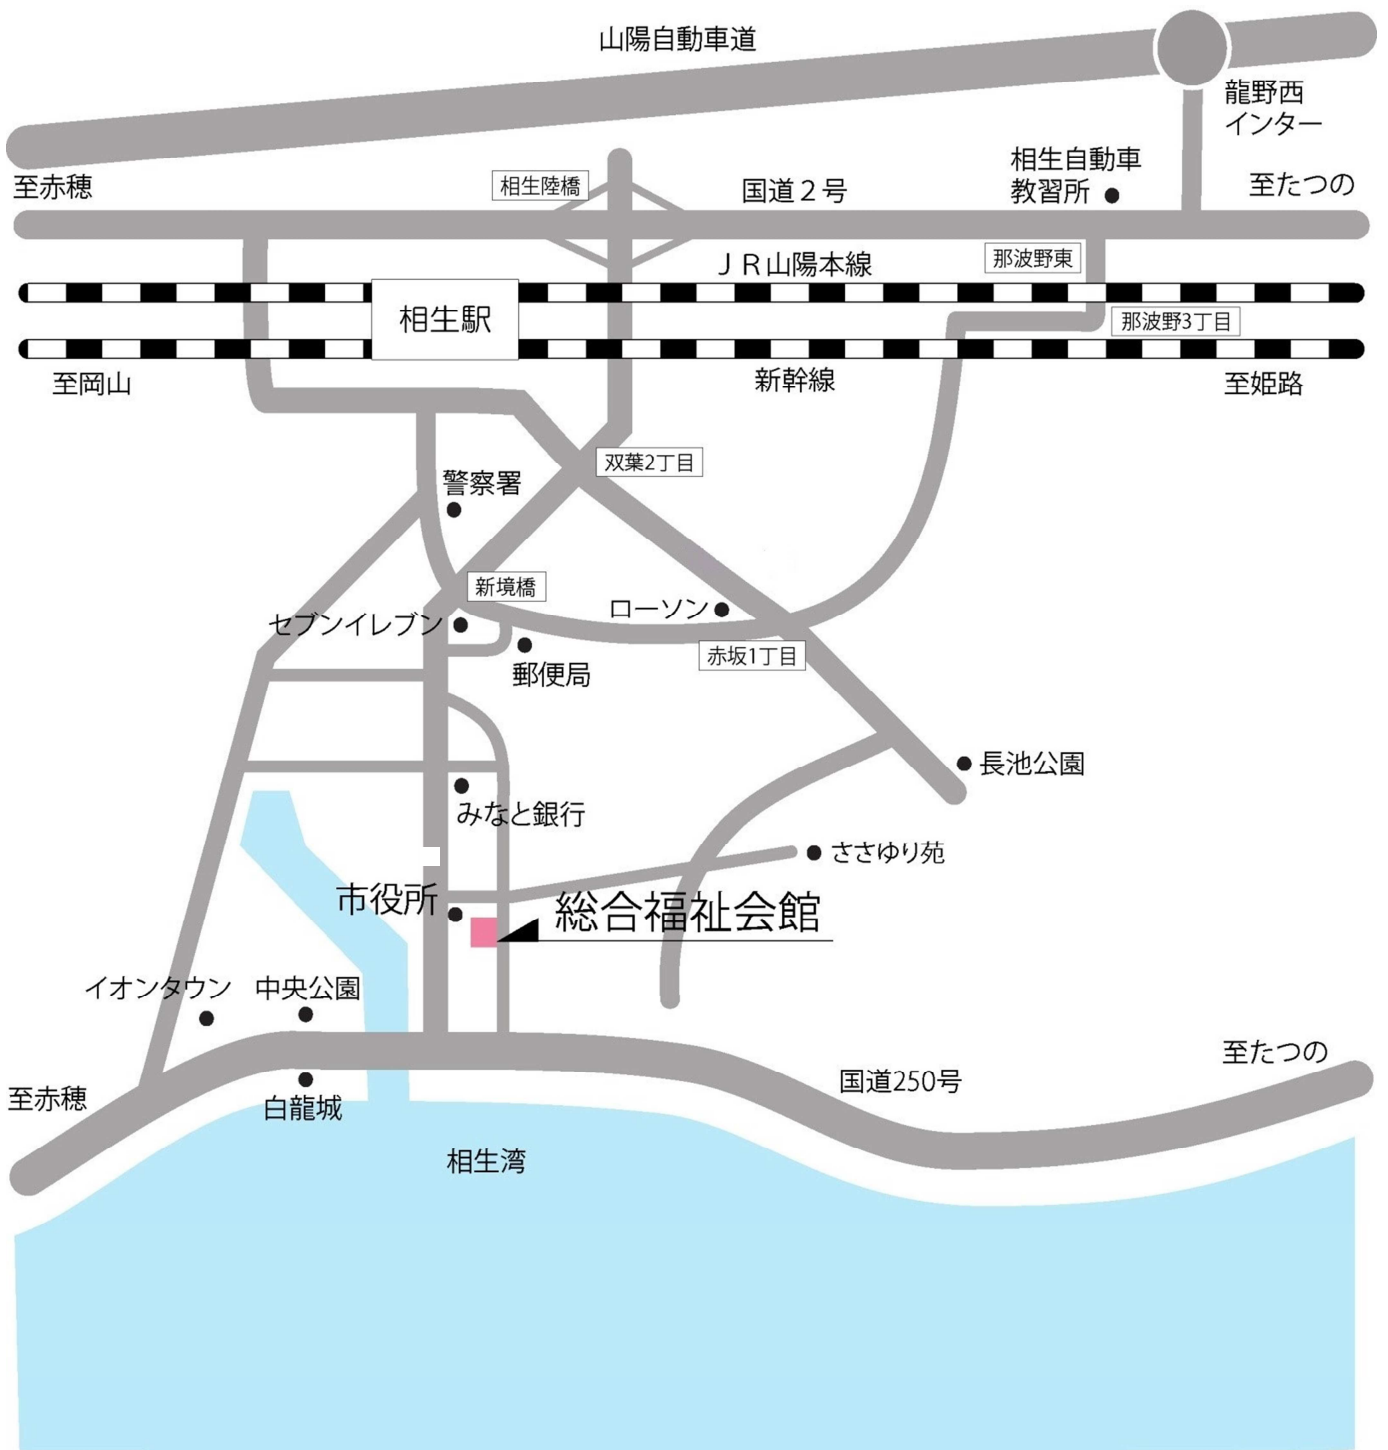 山陽自動車道
龍野西
インター
相生自動車
教習所
至赤穂
相生陸橋
国道２号
至たつの
那波野東
ＪＲ山陽本線
相生駅
那波野3丁目
至岡山
新幹線
至姫路
双葉2丁目
警察署
新境橋
セブンイレブン
ローソン
赤坂1丁目
郵便局
長池公園
みなと銀行
ささゆり苑
市役所
総合福祉会館
イオンタウン
中央公園
至たつの
国道250号
至赤穂
白龍城
相生湾